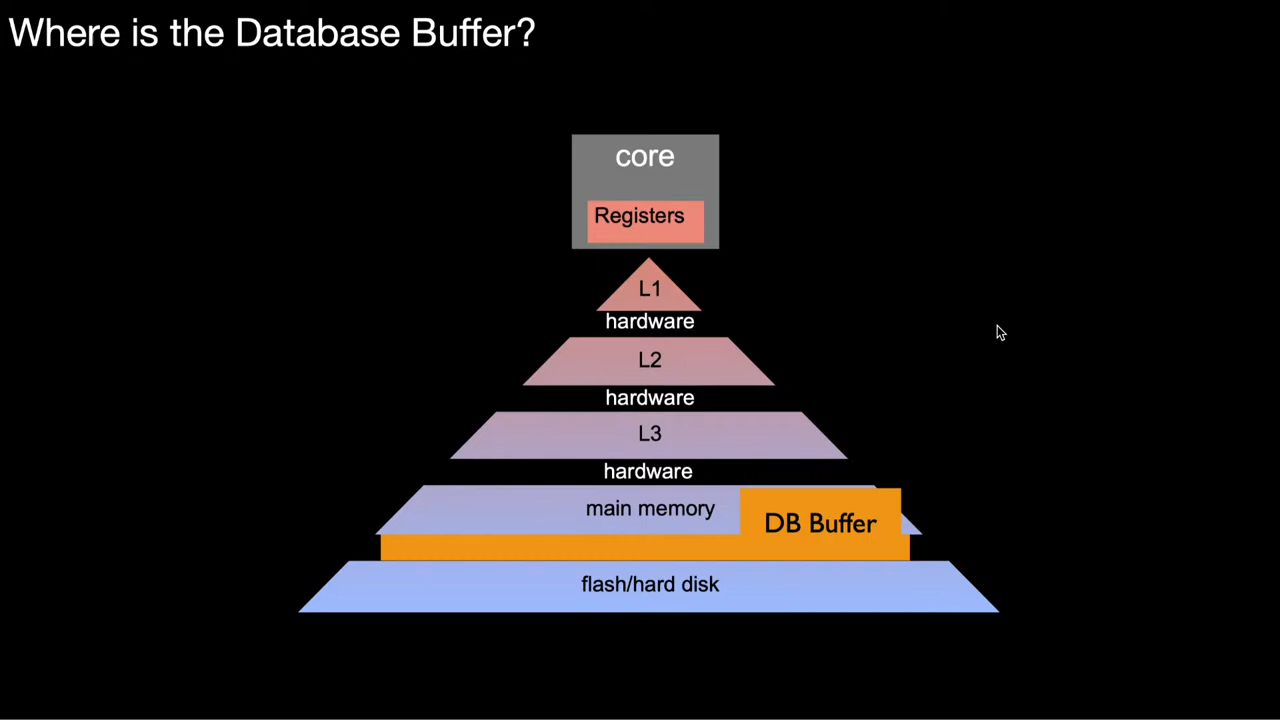 Where is the Database Buffer?
core
Registers
L1
hardware
L2
hardware
L3
hardware
main memory
DB Buffer
flash/hard disk